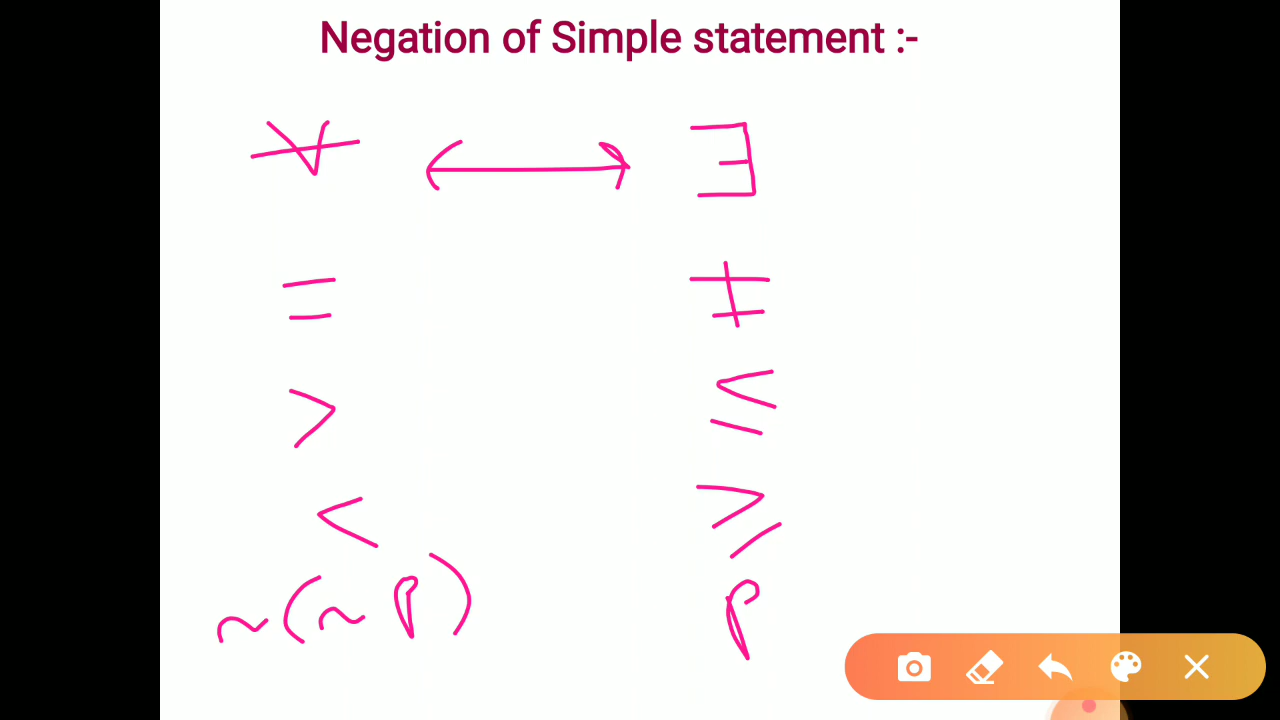 Negation of Simple statement :-
∀ ↔ ∃
= ≠
> ≤
< ≥
~(~p) p